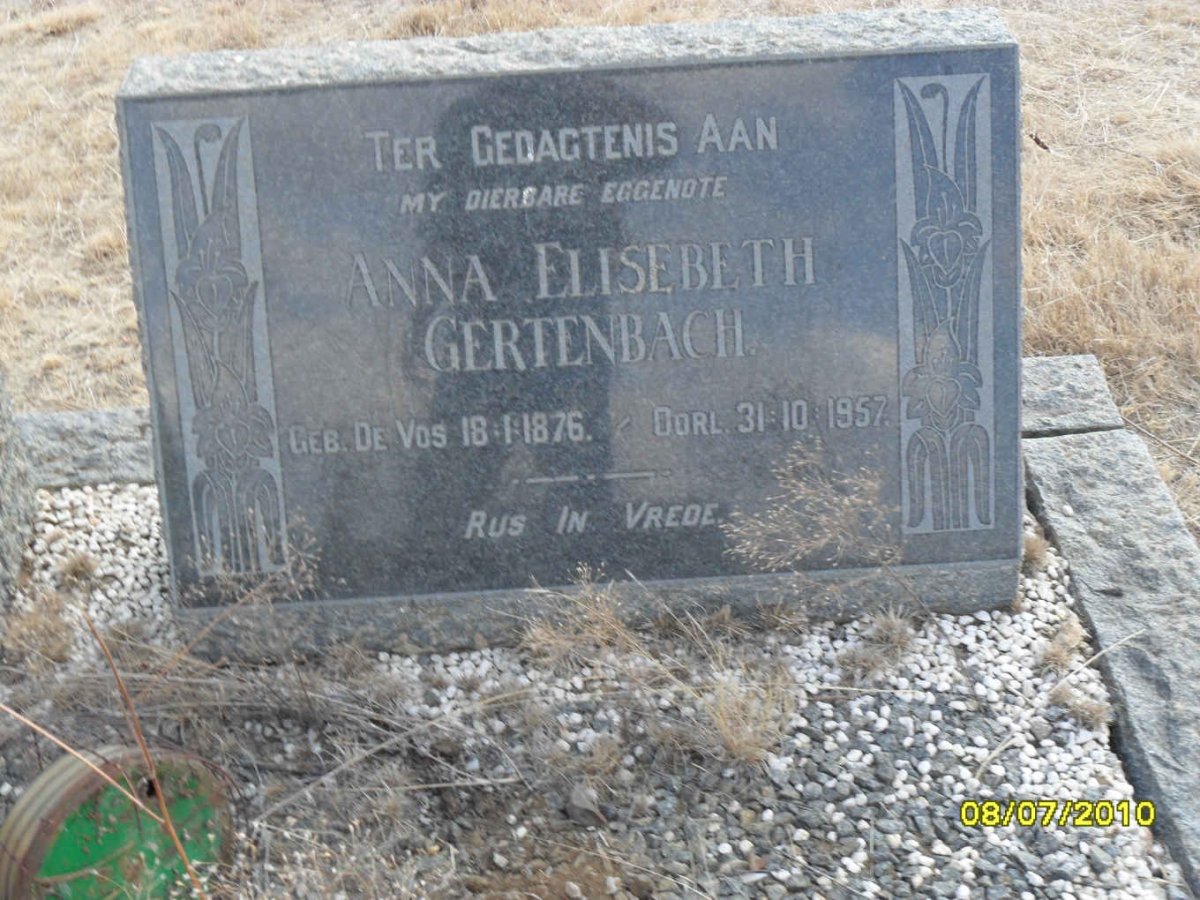 TER GEDAGTENIS AAN
MY DIERBARE EGGENOTE
ANNA ELISEBETH
GERTENBACH.
GEB. DE VOS 18·1·1876. / OORL. 31·10·1957.
RUS IN VREDE
08/07/2010